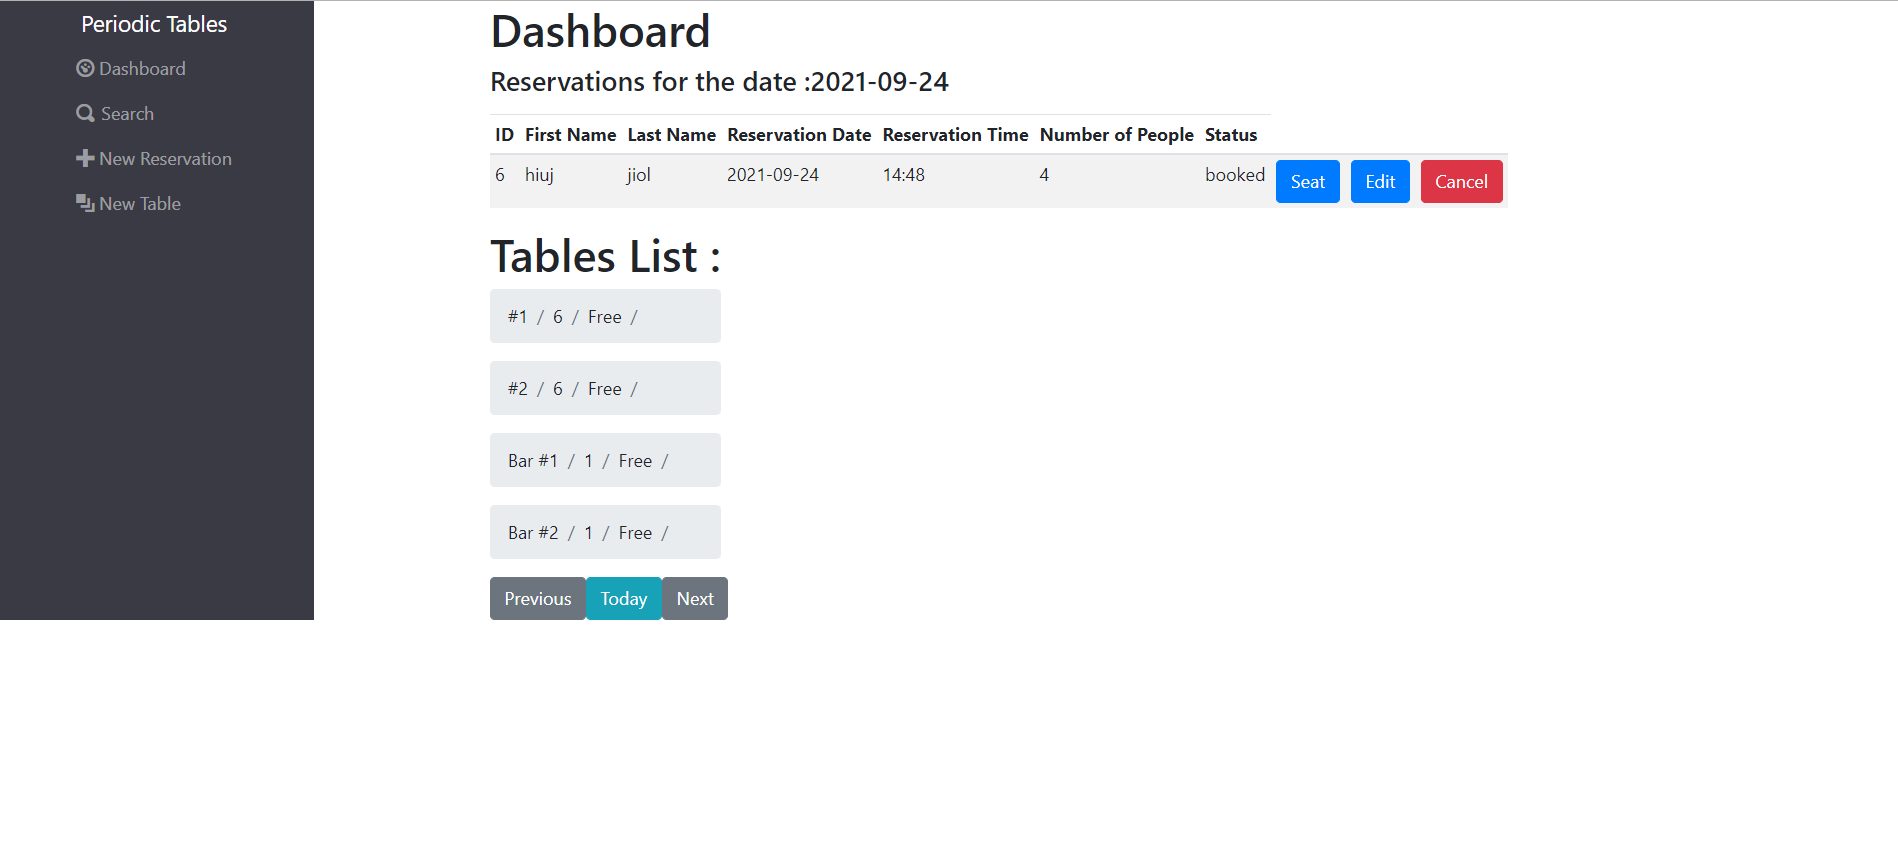 Periodic Tables
Dashboard
Search
New Reservation
New Table
Dashboard
Reservations for the date :2021-09-24
ID First Name Last Name Reservation Date Reservation Time Number of People Status
6 hiuj jiol 2021-09-24 14:48 4 booked Seat Edit Cancel
Tables List :
#1 / 6 / Free /
#2 / 6 / Free /
Bar #1 / 1 / Free /
Bar #2 / 1 / Free /
Previous Today Next